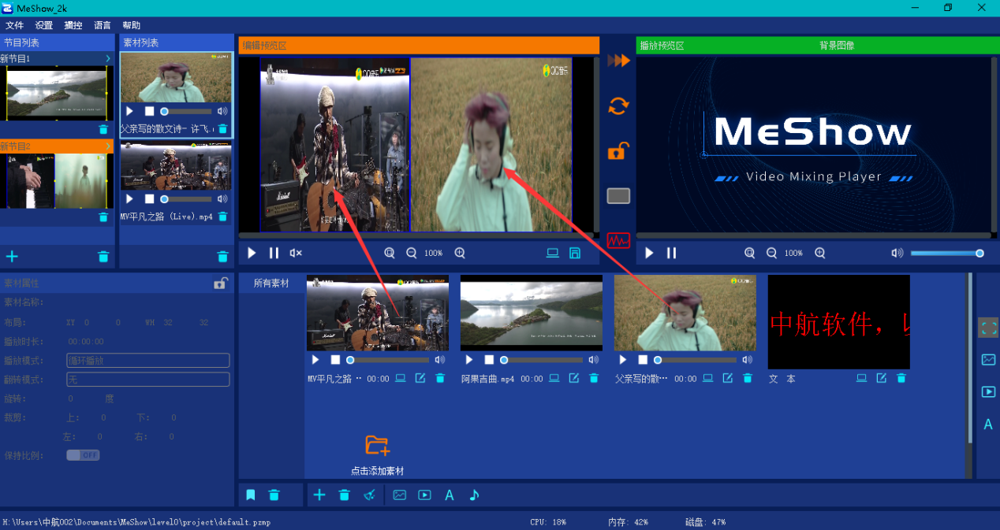 MeShow_2k
文件 设置 播控 语言 帮助
节目列表
新节目1
新节目2
素材列表
父亲写的散文诗- 许飞.
MV平凡之路 (Live).mp4
编辑预览区
QQ音乐
QQ音乐
Marshall
100%
播放预览区 背景图像
MeShow
Video Mixing Player
100%
素材属性
素材名称:
布局: XY 0 0 WH 32 32
播放时长: 00:00:00
播放模式: 循环播放
翻转模式: 无
旋转: 0 度
裁剪: 上: 0 下: 0
左: 0 右: 0
保持比例: OFF
所有素材
MV平凡之路 ·· 00:00
阿果吉曲.mp4 00:00
父亲写的散··· 00:00
中航软件,
文 本
点击添加素材
A
A
H:\Users\中航002\Documents\MeShow\level0\project\default.pzmp
CPU: 18% 内存: 42% 磁盘: 47%